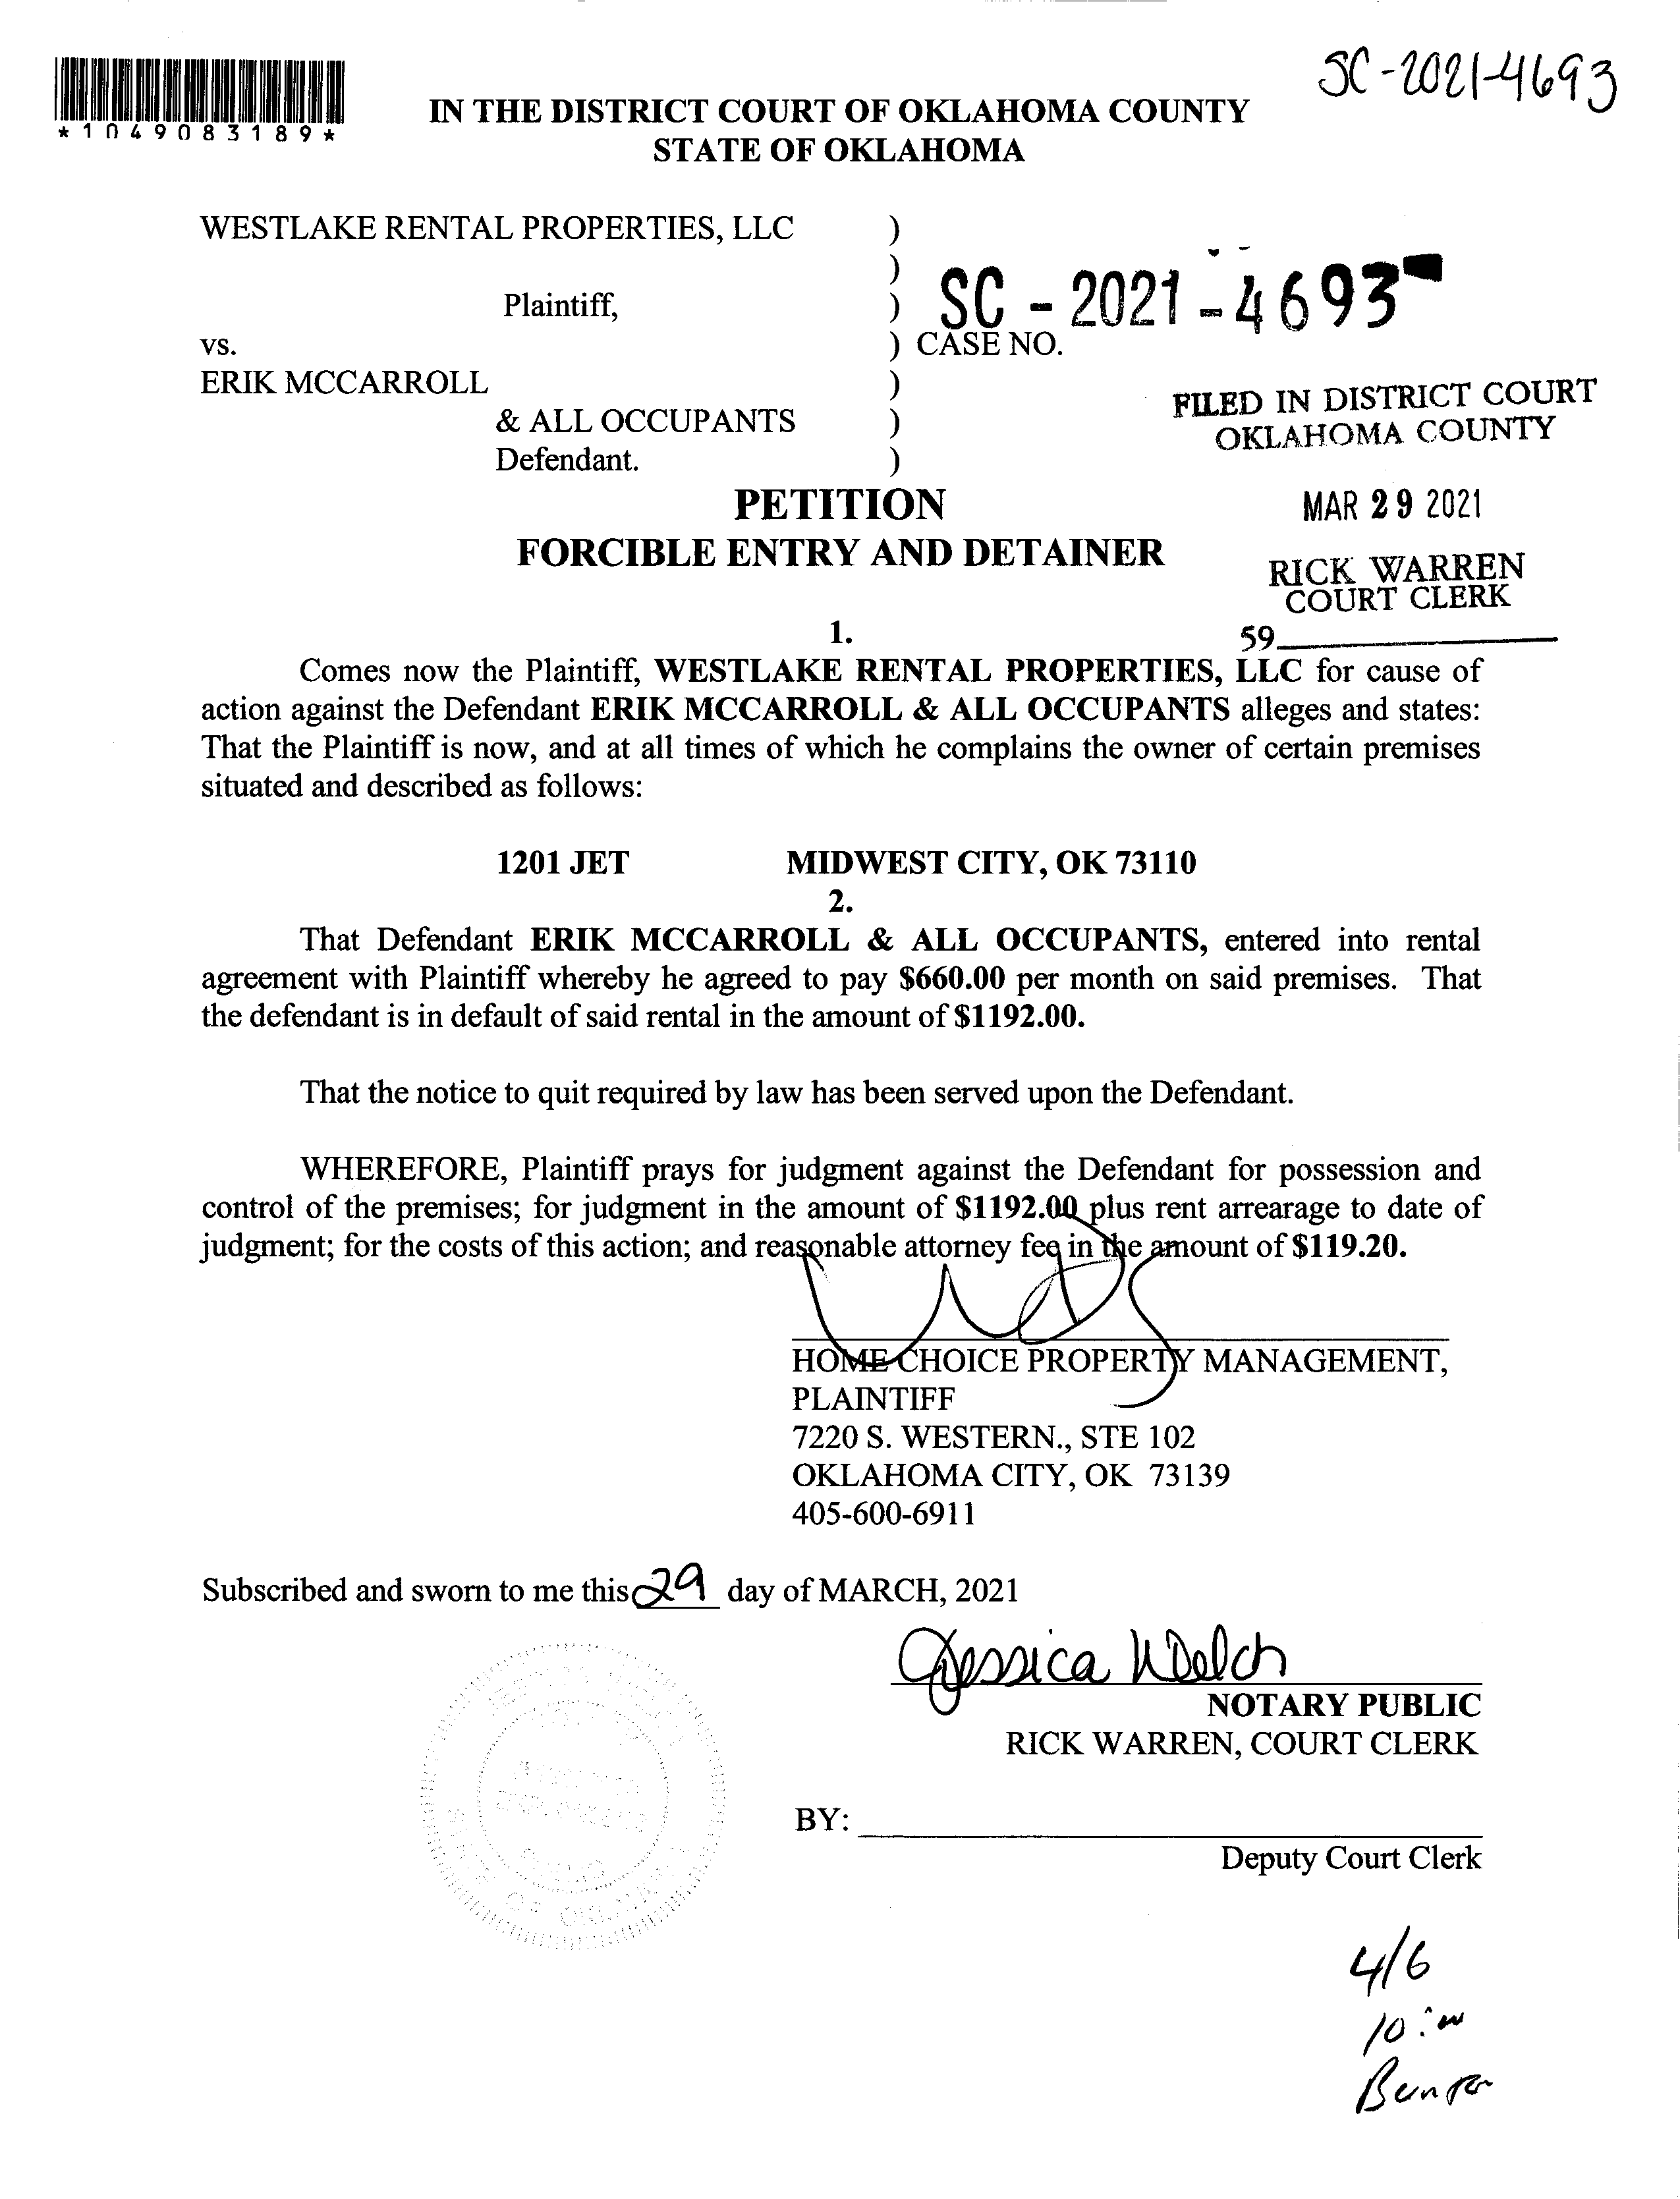 SC-2021-4693
*1049083189*
IN THE DISTRICT COURT OF OKLAHOMA COUNTY
STATE OF OKLAHOMA
WESTLAKE RENTAL PROPERTIES, LLC )
)
Plaintiff, ) SC - 2021 - 4693
vs. ) CASE NO.
ERIK MCCARROLL )
& ALL OCCUPANTS )
Defendant. )
FILED IN DISTRICT COURT
OKLAHOMA COUNTY
MAR 29 2021
RICK WARREN
COURT CLERK
59
PETITION
FORCIBLE ENTRY AND DETAINER
1.
Comes now the Plaintiff, WESTLAKE RENTAL PROPERTIES, LLC for cause of
action against the Defendant ERIK MCCARROLL & ALL OCCUPANTS alleges and states:
That the Plaintiff is now, and at all times of which he complains the owner of certain premises
situated and described as follows:
1201 JET MIDWEST CITY, OK 73110
2.
That Defendant ERIK MCCARROLL & ALL OCCUPANTS, entered into rental
agreement with Plaintiff whereby he agreed to pay $660.00 per month on said premises. That
the defendant is in default of said rental in the amount of $1192.00.
That the notice to quit required by law has been served upon the Defendant.
WHEREFORE, Plaintiff prays for judgment against the Defendant for possession and
control of the premises; for judgment in the amount of $1192.00 plus rent arrearage to date of
judgment; for the costs of this action; and reasonable attorney fee in the amount of $119.20.
HOME CHOICE PROPERTY MANAGEMENT,
PLAINTIFF
7220 S. WESTERN., STE 102
OKLAHOMA CITY, OK 73139
405-600-6911
Subscribed and sworn to me this 29 day of MARCH, 2021
Jessica Welch
NOTARY PUBLIC
RICK WARREN, COURT CLERK
BY:
Deputy Court Clerk
4/6